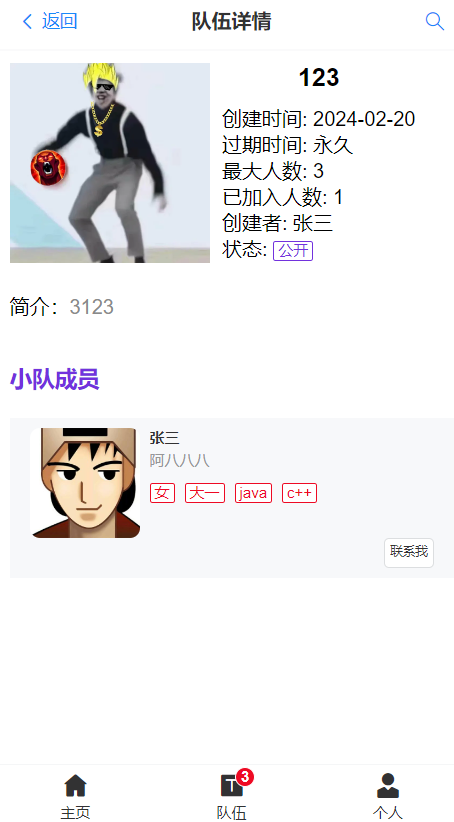 返回
队伍详情
123
创建时间: 2024-02-20
过期时间: 永久
最大人数: 3
已加入人数: 1
创建者: 张三
状态: 公开
简介：3123
小队成员
张三
阿八八八
女 大一 java c++
联系我
3
主页 队伍 个人